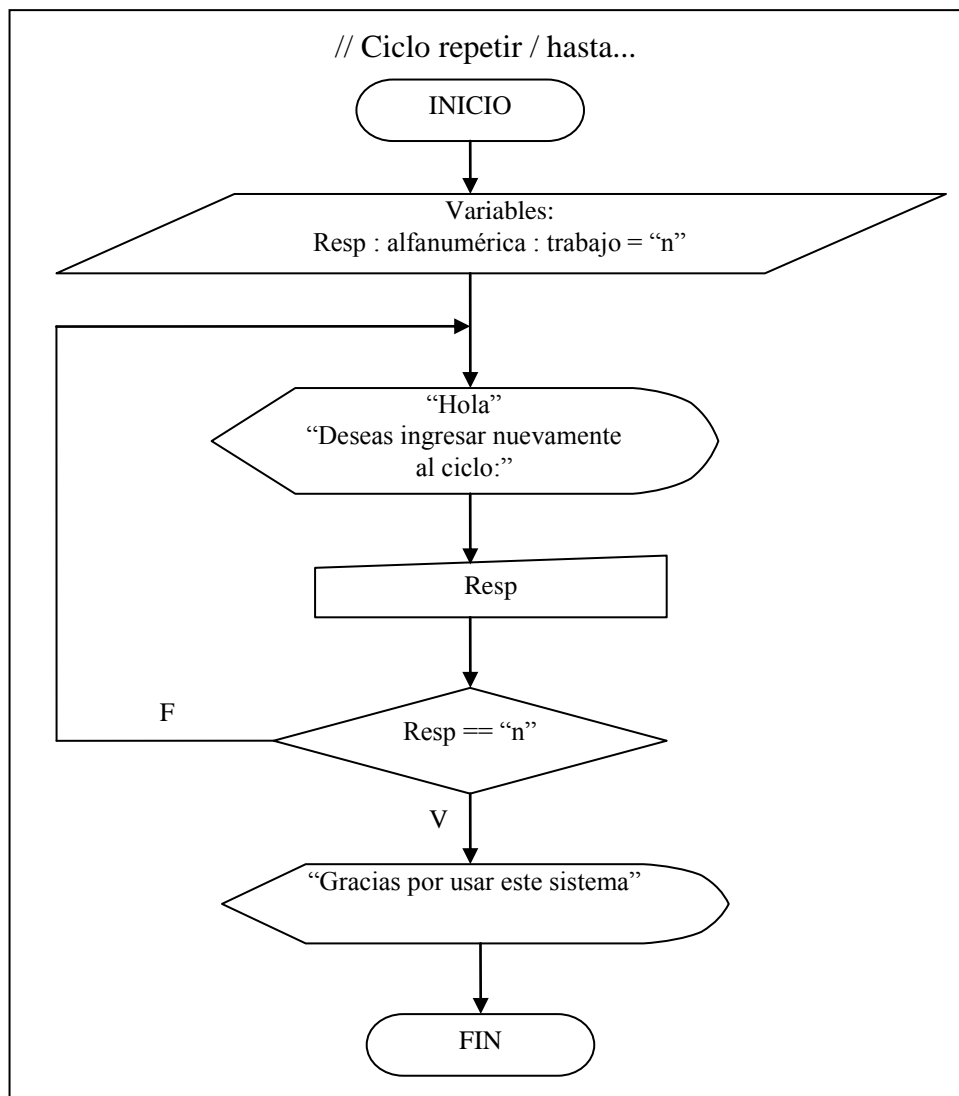 // Ciclo repetir / hasta...
INICIO
Variables:
Resp : alfanumérica : trabajo = “n”
“Hola”
“Deseas ingresar nuevamente
al ciclo:”
Resp
F
Resp == “n”
V
“Gracias por usar este sistema”
FIN